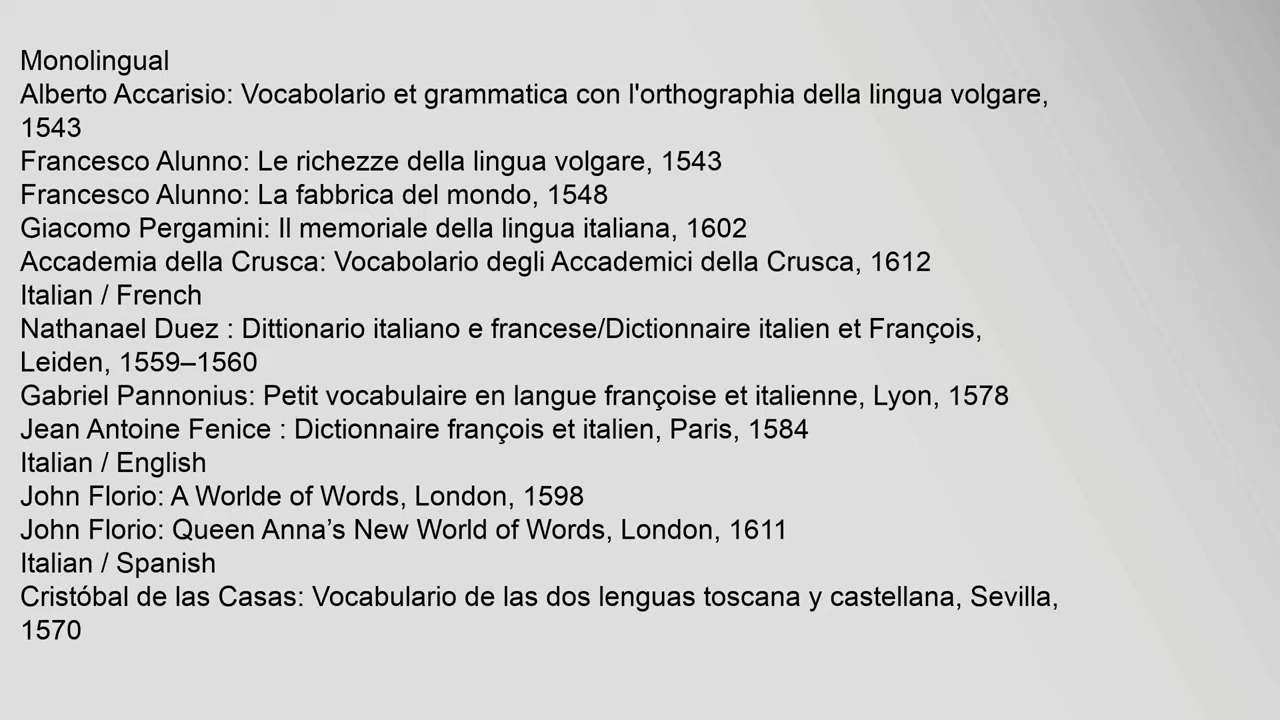 Monolingual
Alberto Accarisio: Vocabolario et grammatica con l'orthographia della lingua volgare,
1543
Francesco Alunno: Le richezze della lingua volgare, 1543
Francesco Alunno: La fabbrica del mondo, 1548
Giacomo Pergamini: Il memoriale della lingua italiana, 1602
Accademia della Crusca: Vocabolario degli Accademici della Crusca, 1612
Italian / French
Nathanael Duez : Dittionario italiano e francese/Dictionnaire italien et François,
Leiden, 1559–1560
Gabriel Pannonius: Petit vocabulaire en langue françoise et italienne, Lyon, 1578
Jean Antoine Fenice : Dictionnaire françois et italien, Paris, 1584
Italian / English
John Florio: A Worlde of Words, London, 1598
John Florio: Queen Anna’s New World of Words, London, 1611
Italian / Spanish
Cristóbal de las Casas: Vocabulario de las dos lenguas toscana y castellana, Sevilla,
1570